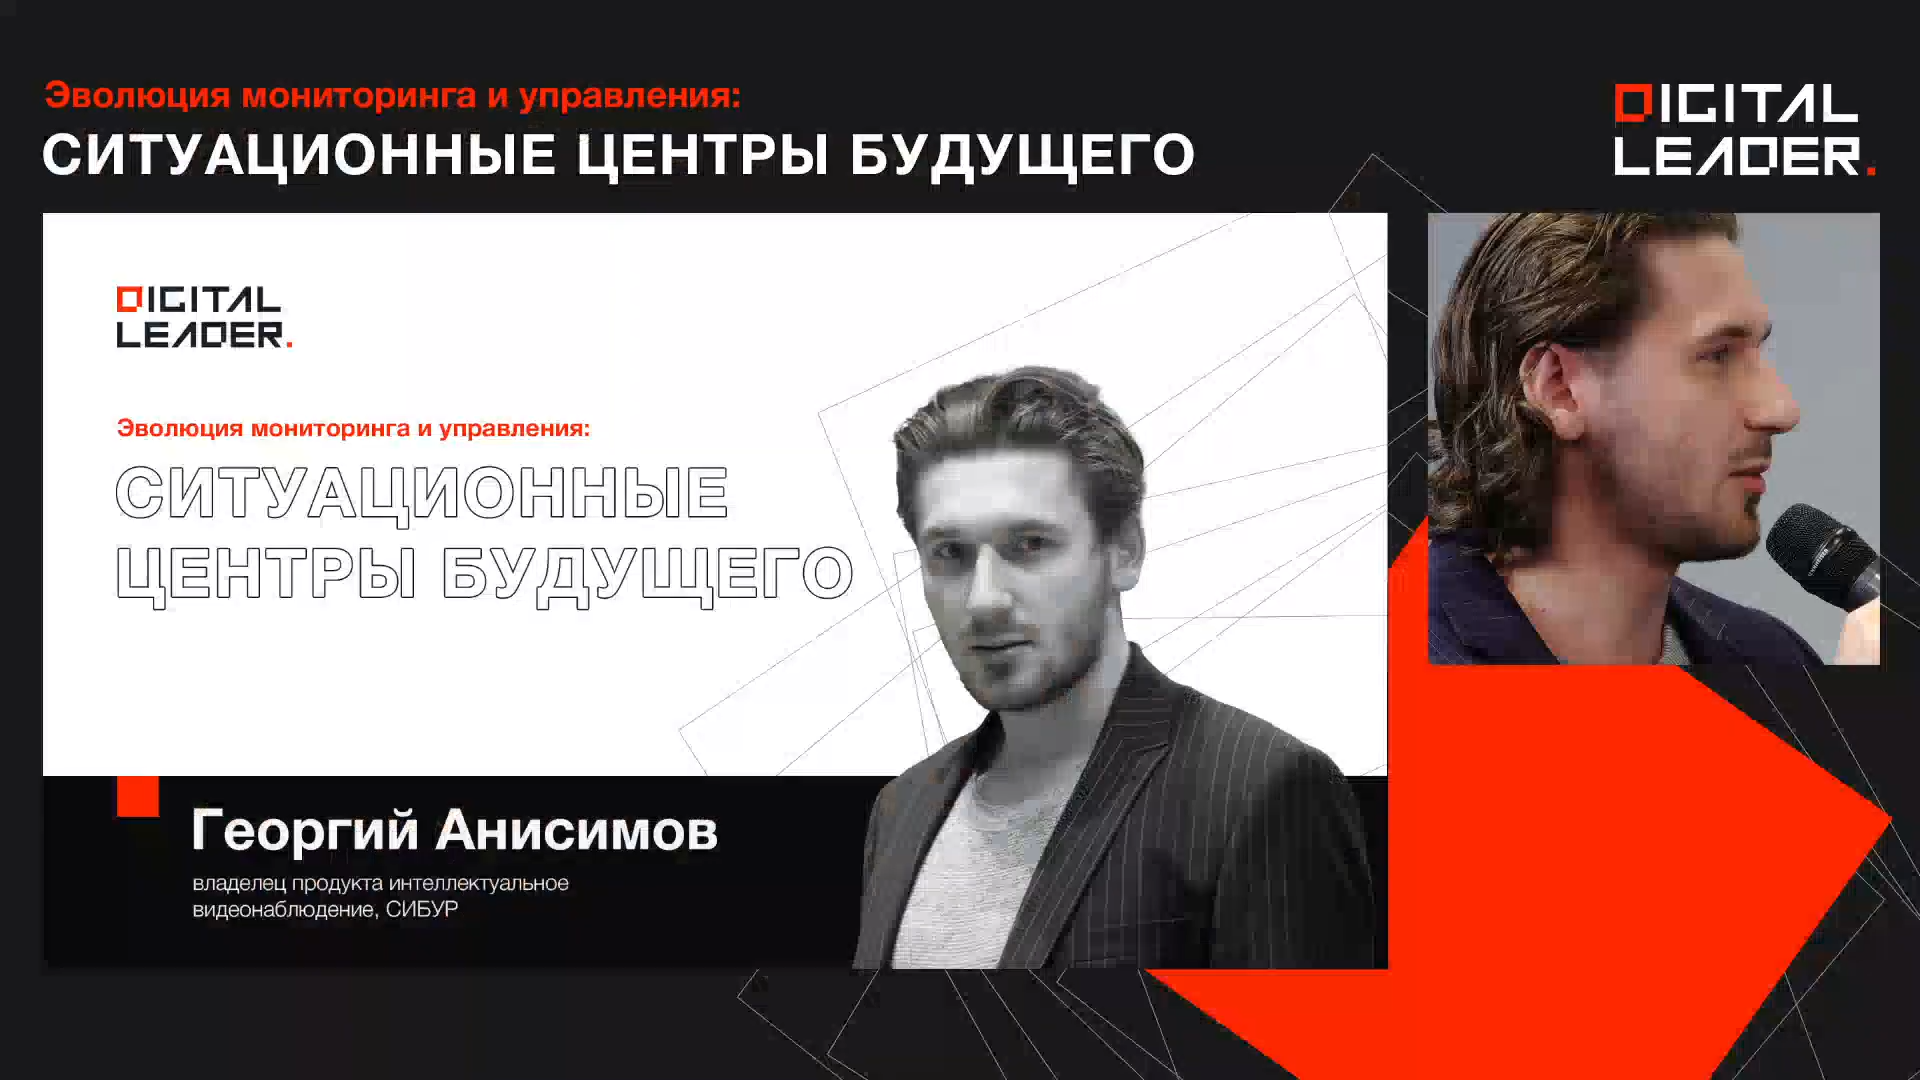 Эволюция мониторинга и управления:
СИТУАЦИОННЫЕ ЦЕНТРЫ БУДУЩЕГО
DIGITAL
LEADER.
DIGITAL
LEADER.
Эволюция мониторинга и управления:
СИТУАЦИОННЫЕ
ЦЕНТРЫ БУДУЩЕГО
Георгий Анисимов
владелец продукта интеллектуальное
видеонаблюдение, СИБУР